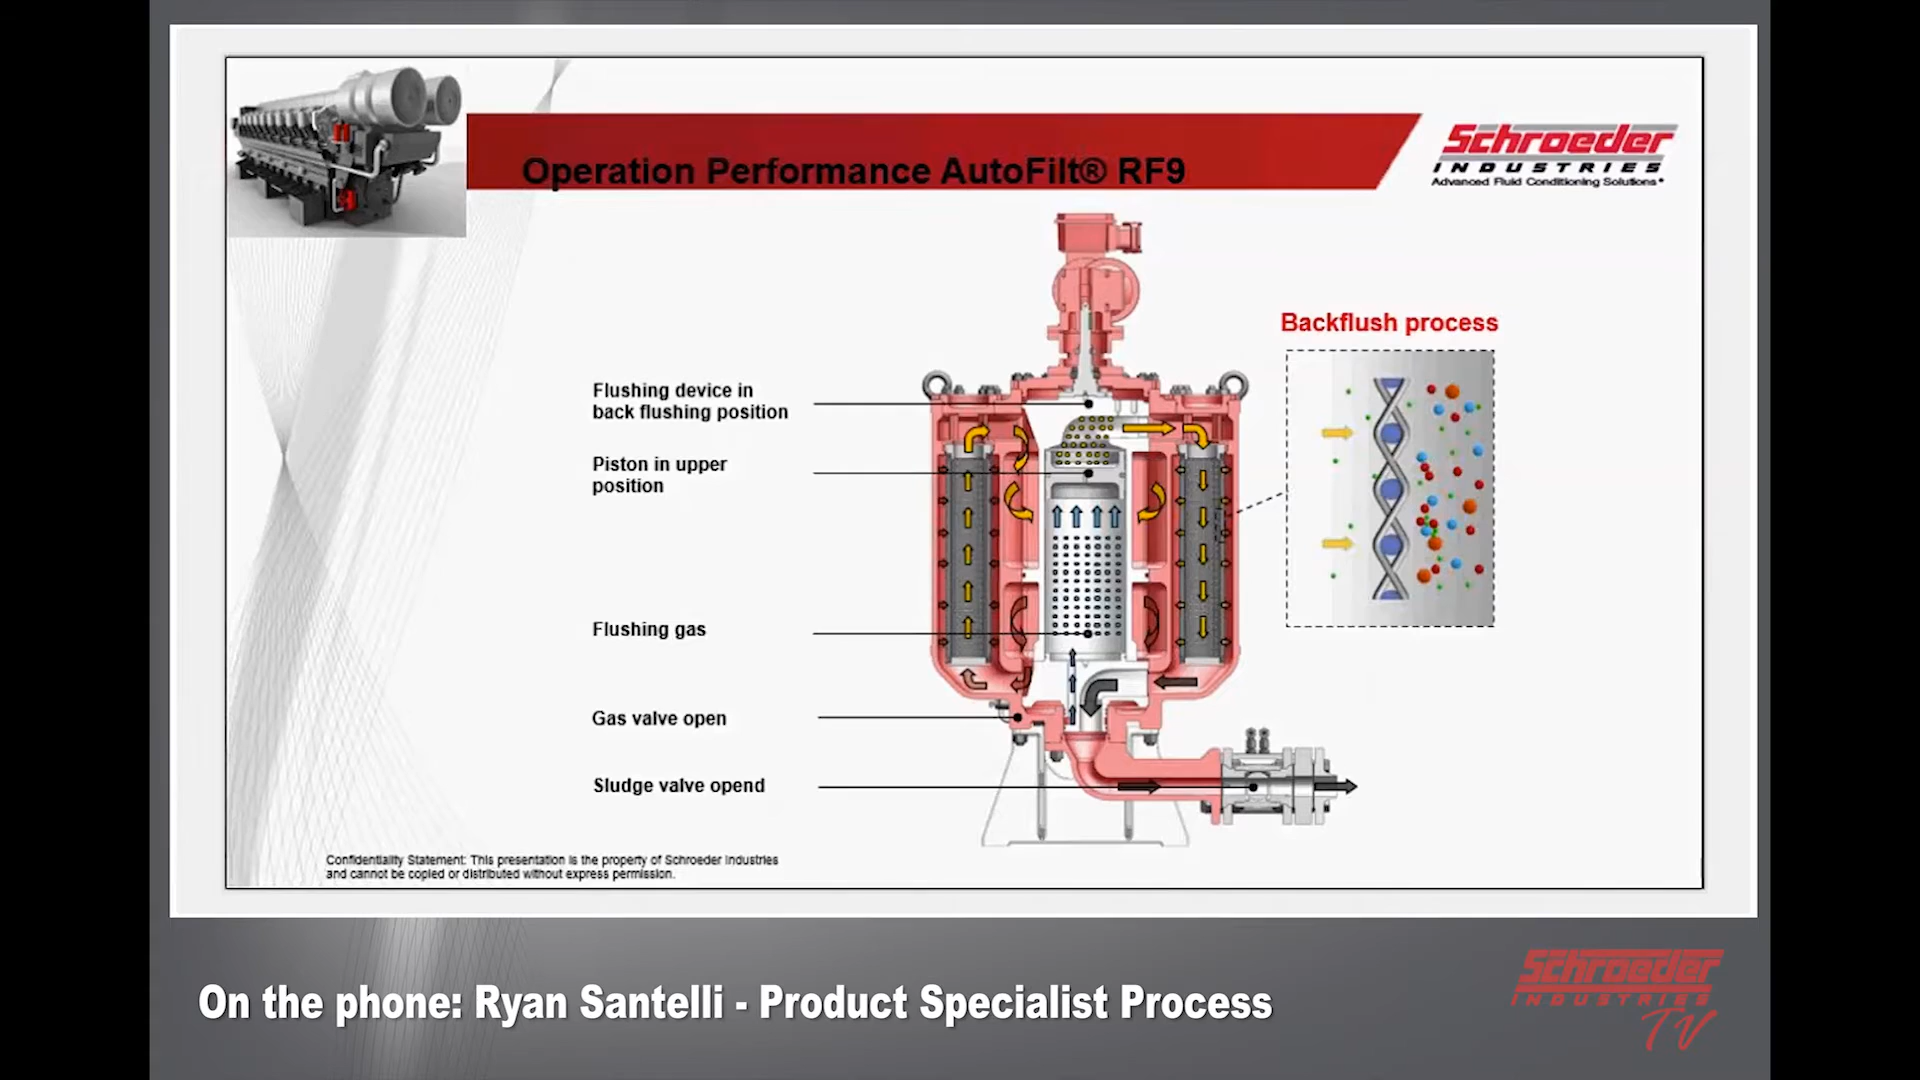 Operation Performance AutoFilt® RF9
Schroeder
INDUSTRIES
Advanced Fluid Conditioning Solutions®
Backflush process
Flushing device in
back flushing position
Piston in upper
position
Flushing gas
Gas valve open
Sludge valve opend
Confidentiality Statement: This presentation is the property of Schroeder Industries
and cannot be copied or distributed without express permission.
On the phone: Ryan Santelli - Product Specialist Process
Schroeder
INDUSTRIES
TV